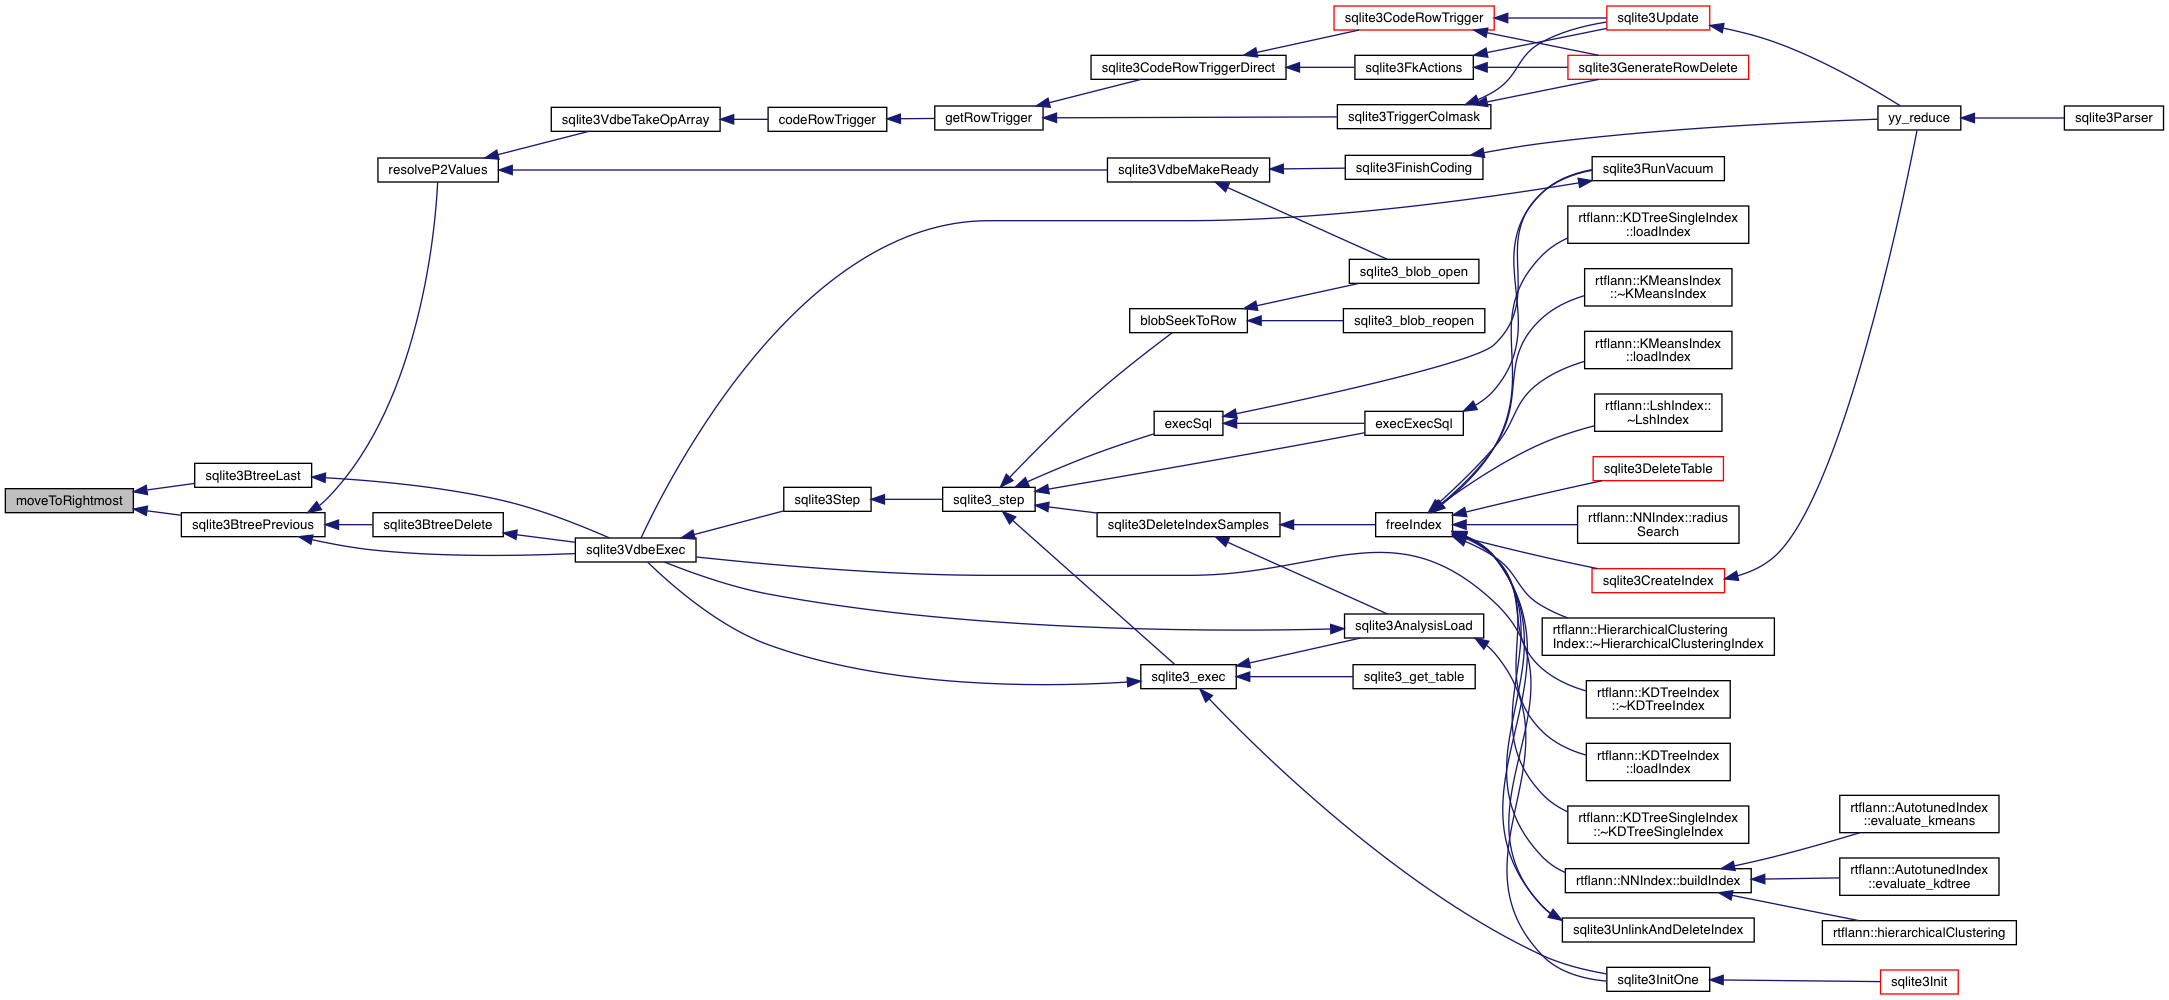 moveToRightmost
sqlite3BtreeLast
sqlite3BtreePrevious
resolveP2Values
sqlite3BtreeDelete
sqlite3VdbeTakeOpArray
sqlite3VdbeExec
codeRowTrigger
sqlite3Step
getRowTrigger
sqlite3_step
sqlite3CodeRowTriggerDirect
sqlite3VdbeMakeReady
blobSeekToRow
execSql
sqlite3DeleteIndexSamples
sqlite3_exec
sqlite3CodeRowTrigger
sqlite3FkActions
sqlite3TriggerColmask
sqlite3FinishCoding
sqlite3_blob_open
sqlite3_blob_reopen
execExecSql
freeIndex
sqlite3AnalysisLoad
sqlite3_get_table
sqlite3Update
sqlite3GenerateRowDelete
sqlite3RunVacuum
rtflann::KDTreeSingleIndex
::loadIndex
rtflann::KMeansIndex
::~KMeansIndex
rtflann::KMeansIndex
::loadIndex
rtflann::LshIndex::
~LshIndex
sqlite3DeleteTable
rtflann::NNIndex::radius
Search
sqlite3CreateIndex
rtflann::HierarchicalClustering
Index::~HierarchicalClusteringIndex
rtflann::KDTreeIndex
::~KDTreeIndex
rtflann::KDTreeIndex
::loadIndex
rtflann::KDTreeSingleIndex
::~KDTreeSingleIndex
rtflann::NNIndex::buildIndex
sqlite3UnlinkAndDeleteIndex
sqlite3InitOne
yy_reduce
rtflann::AutotunedIndex
::evaluate_kmeans
rtflann::AutotunedIndex
::evaluate_kdtree
rtflann::hierarchicalClustering
sqlite3Init
sqlite3Parser